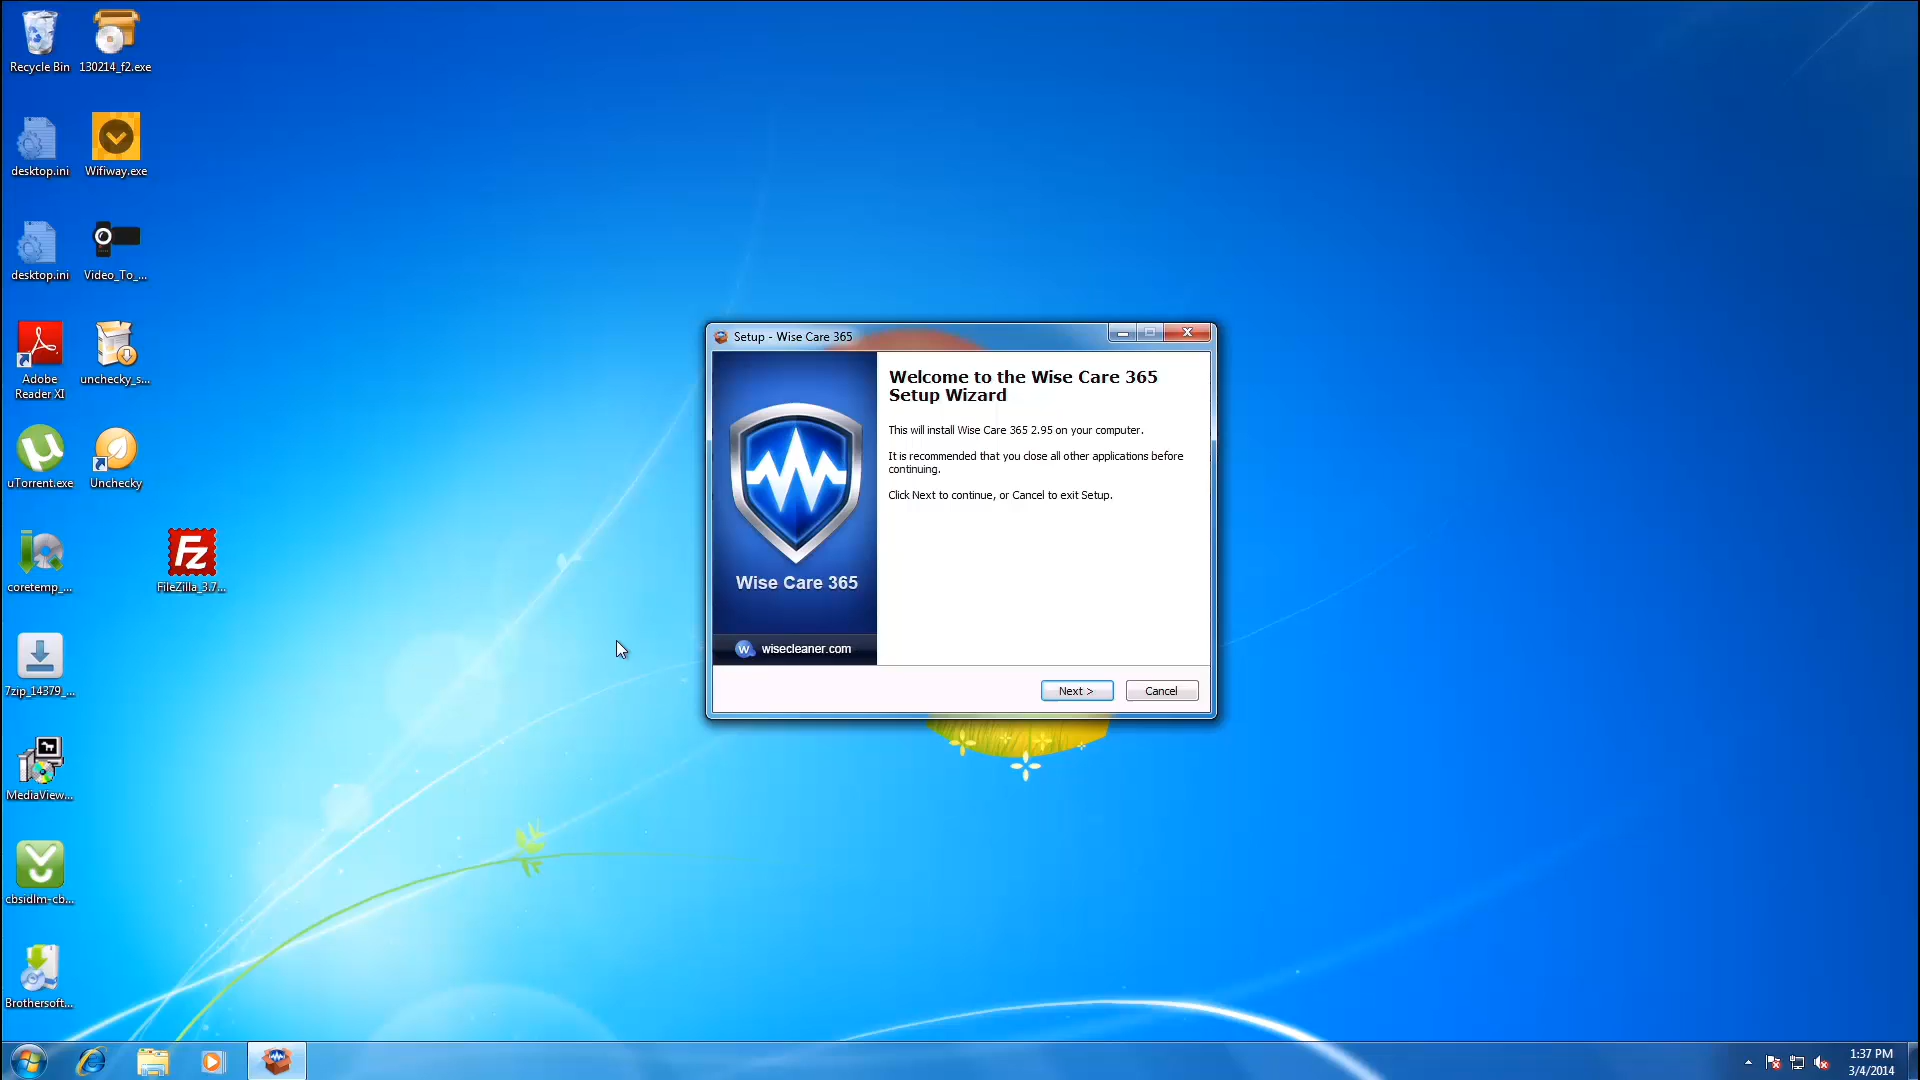 Recycle Bin
130214_f2.exe
desktop.ini
Wifiway.exe
desktop.ini
Video_To_...
Adobe
Reader XI
unchecky_s...
uTorrent.exe
Unchecky
coretemp_...
FileZilla_3.7...
7zip_14379_...
MediaView...
cbsidlm-cb...
Brothersoft...
Setup - Wise Care 365
Welcome to the Wise Care 365
Setup Wizard
This will install Wise Care 365 2.95 on your computer.
It is recommended that you close all other applications before
continuing.
Click Next to continue, or Cancel to exit Setup.
Wise Care 365
W wisecleaner.com
Next >
Cancel
1:37 PM
3/4/2014